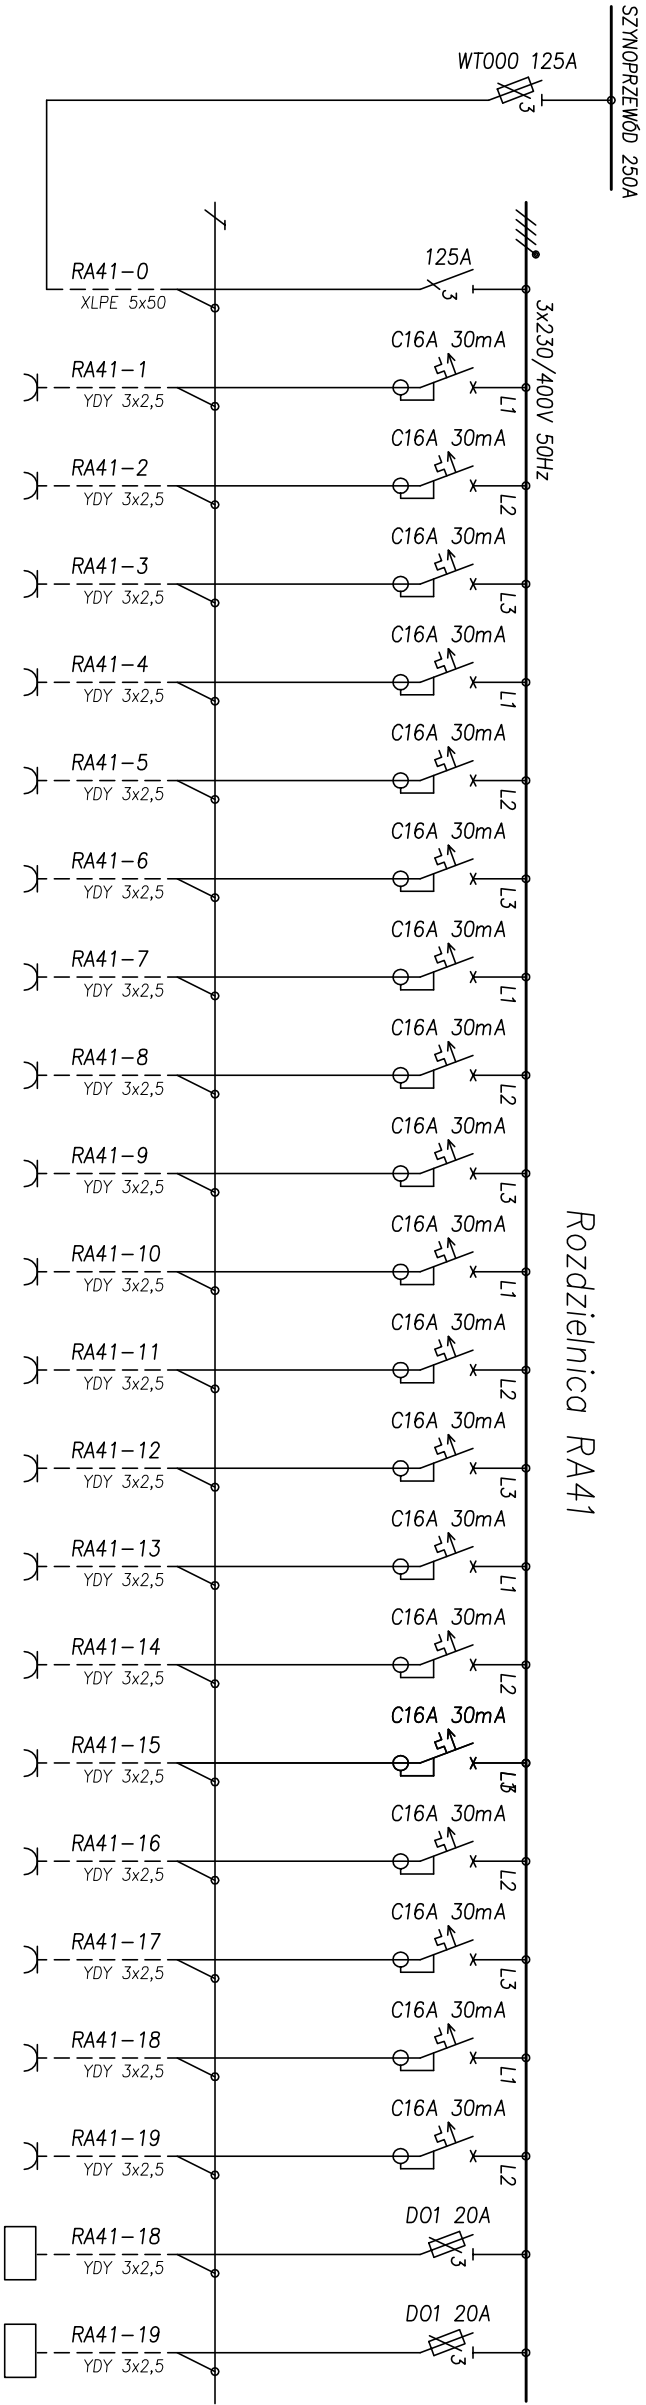 SZYNOPRZEWÓD 250A
WT000 125A
3
3x230/400V 50Hz
Rozdzielnica RA41
125A
3
RA41-0
XLPE 5x50
C16A 30mA
L1
RA41-1
YDY 3x2,5
C16A 30mA
L2
RA41-2
YDY 3x2,5
C16A 30mA
L3
RA41-3
YDY 3x2,5
C16A 30mA
L1
RA41-4
YDY 3x2,5
C16A 30mA
L2
RA41-5
YDY 3x2,5
C16A 30mA
L3
RA41-6
YDY 3x2,5
C16A 30mA
L1
RA41-7
YDY 3x2,5
C16A 30mA
L2
RA41-8
YDY 3x2,5
C16A 30mA
L3
RA41-9
YDY 3x2,5
C16A 30mA
L1
RA41-10
YDY 3x2,5
C16A 30mA
L2
RA41-11
YDY 3x2,5
C16A 30mA
L3
RA41-12
YDY 3x2,5
C16A 30mA
L1
RA41-13
YDY 3x2,5
C16A 30mA
L2
RA41-14
YDY 3x2,5
C16A 30mA
RA41-15
YDY 3x2,5
C16A 30mA
L2
RA41-16
YDY 3x2,5
C16A 30mA
L3
RA41-17
YDY 3x2,5
C16A 30mA
L1
RA41-18
YDY 3x2,5
C16A 30mA
L2
RA41-19
YDY 3x2,5
D01 20A
3
RA41-18
YDY 3x2,5
D01 20A
3
RA41-19
YDY 3x2,5